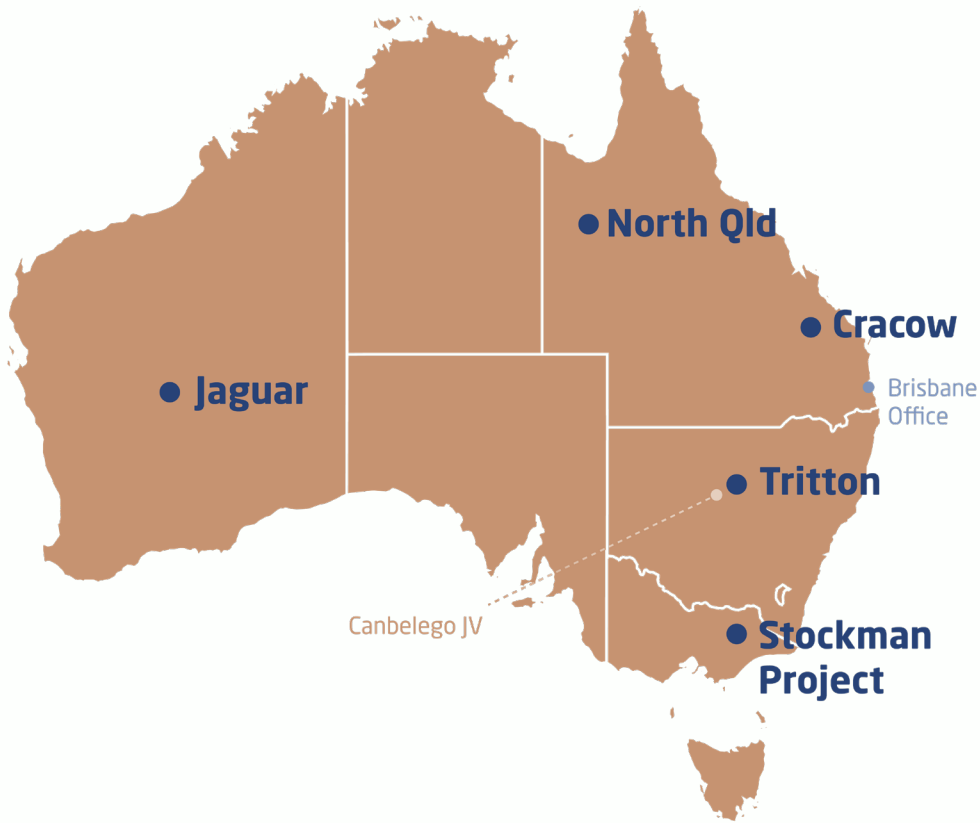 North Qld
Cracow
Jaguar
Brisbane
Office
Tritton
Canbelego JV
Stockman
Project